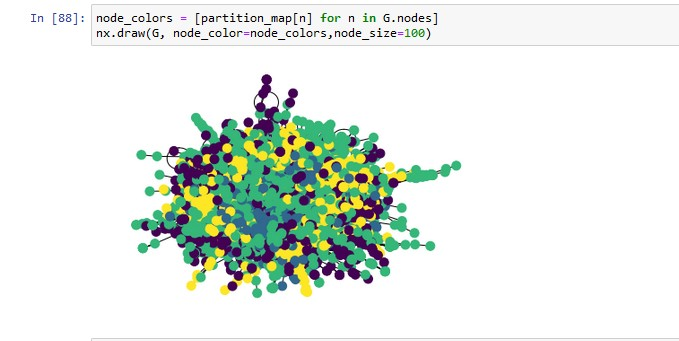 In [88]: node_colors = [partition_map[n] for n in G.nodes]
nx.draw(G, node_color=node_colors,node_size=100)